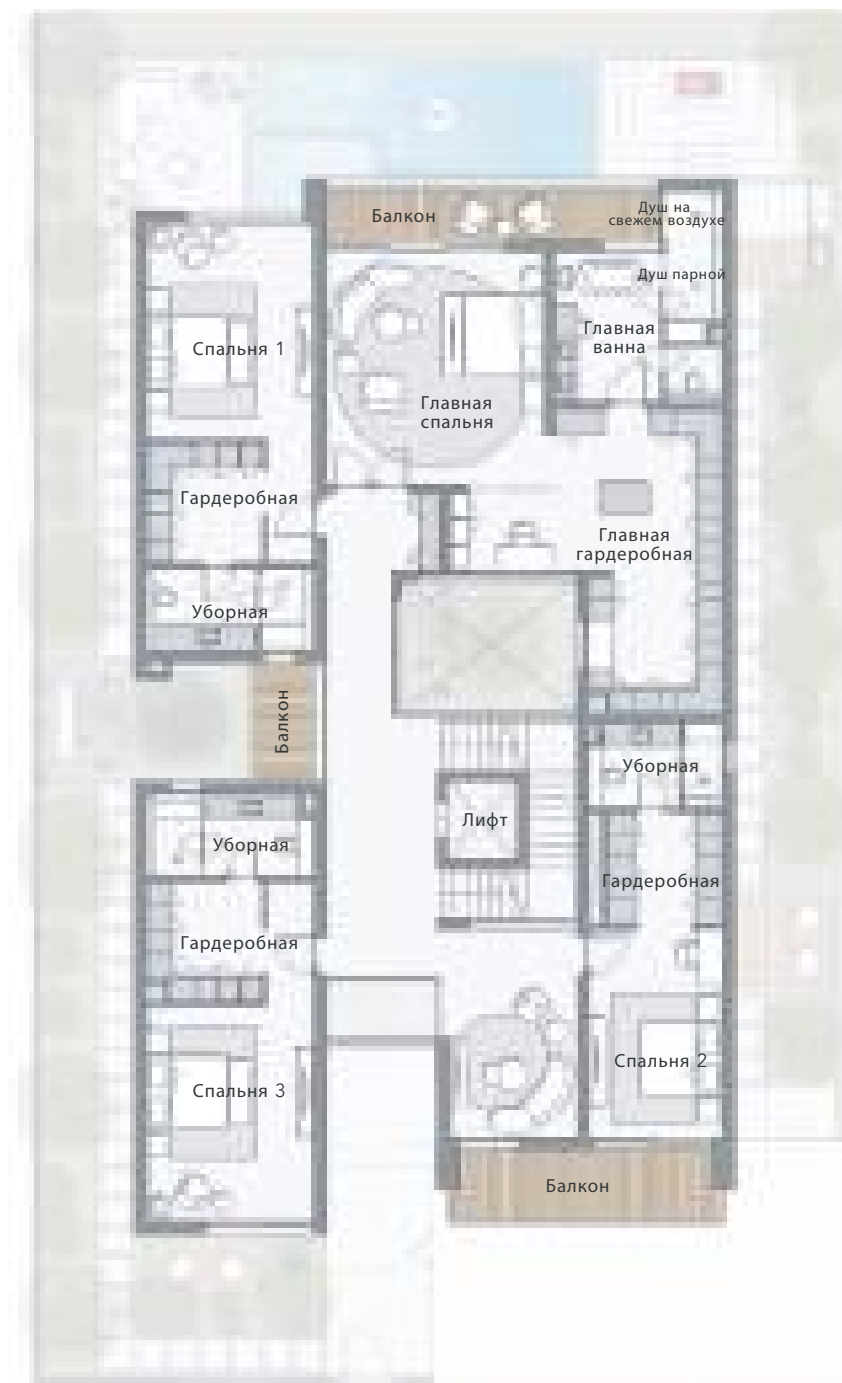 Балкон
Душ на
свежем воздухе
Душ парной
Главная
ванна
Спальня 1
Главная
спальня
Гардеробная
Главная
гардеробная
Уборная
Балкон
Уборная
Лифт
Уборная
Гардеробная
Гардеробная
Спальня 2
Спальня 3
Балкон